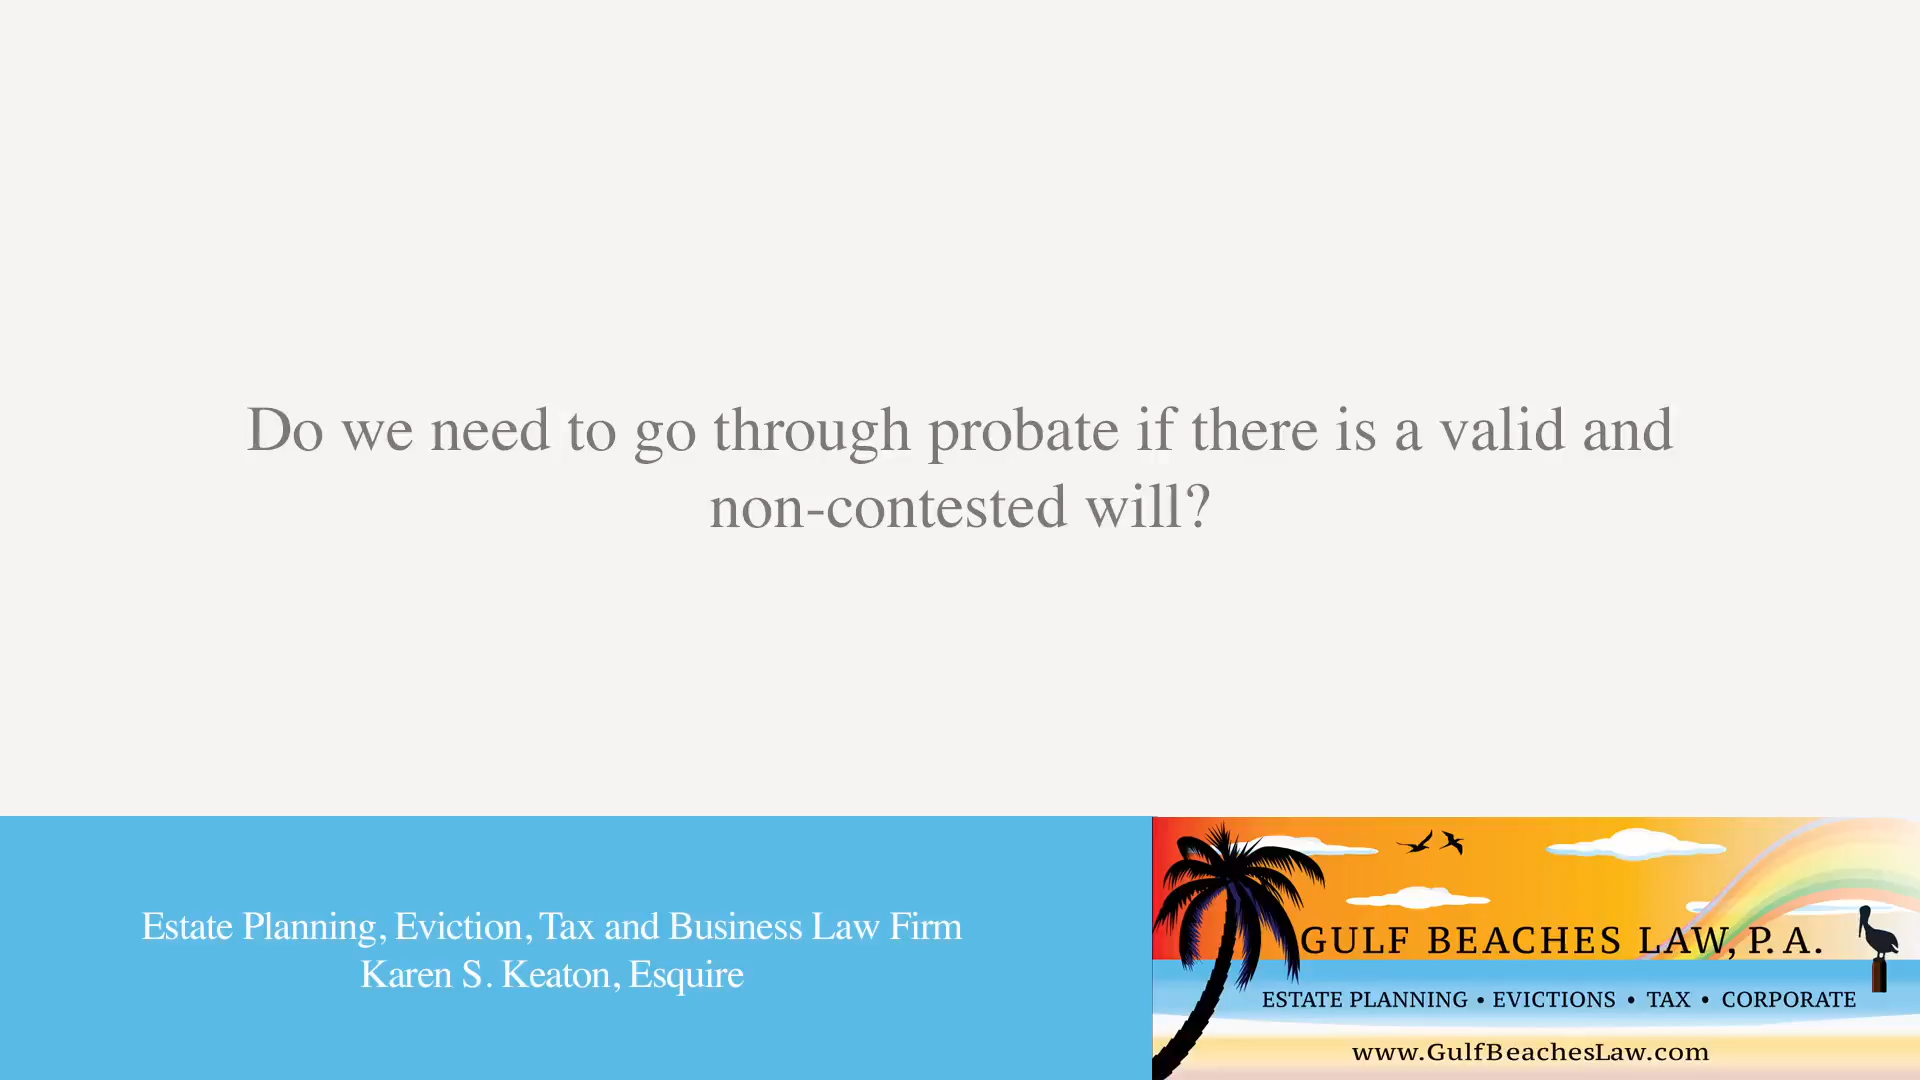 Do we need to go through probate if there is a valid and
non-contested will?
Estate Planning, Eviction, Tax and Business Law Firm
Karen S. Keaton, Esquire
GULF BEACHES LAW, P.A.
ESTATE PLANNING • EVICTIONS • TAX • CORPORATE
www.GulfBeachesLaw.com